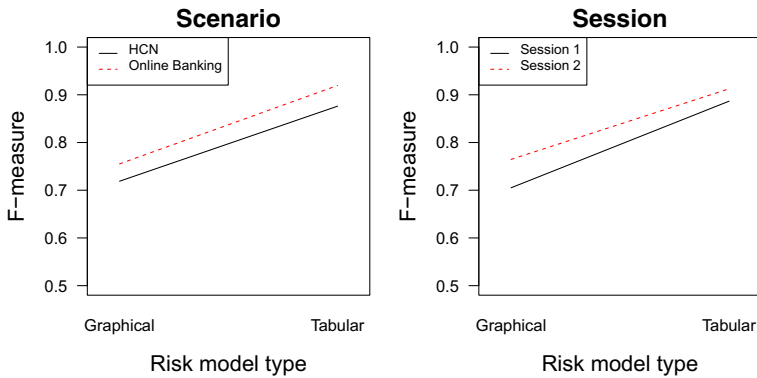 Scenario
HCN
Online Banking
1.0
0.9
0.8
0.7
0.6
0.5
F−measure
Graphical
Tabular
Risk model type
Session
Session 1
Session 2
1.0
0.9
0.8
0.7
0.6
0.5
F−measure
Graphical
Tabular
Risk model type